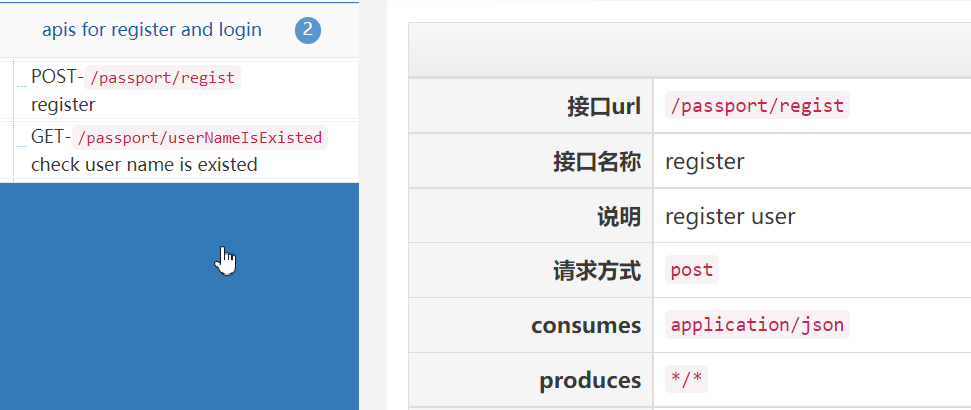 apis for register and login 2
POST-/passport/regist
register
GET-/passport/userNameIsExisted
check user name is existed
接口url /passport/regist
接口名称 register
说明 register user
请求方式 post
consumes application/json
produces */*